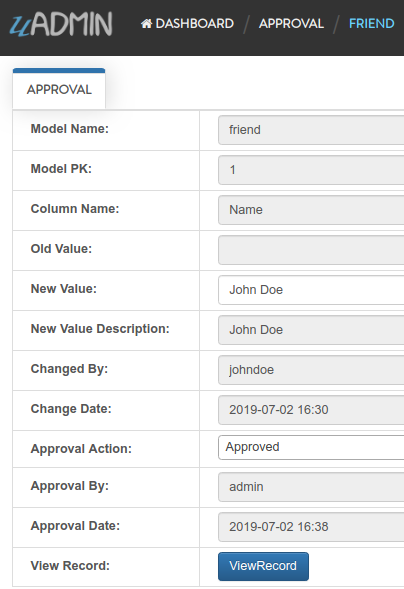 uADMIN DASHBOARD / APPROVAL / FRIEND
APPROVAL
Model Name: friend
Model PK: 1
Column Name: Name
Old Value:
New Value: John Doe
New Value Description: John Doe
Changed By: johndoe
Change Date: 2019-07-02 16:30
Approval Action: Approved
Approval By: admin
Approval Date: 2019-07-02 16:38
View Record: ViewRecord